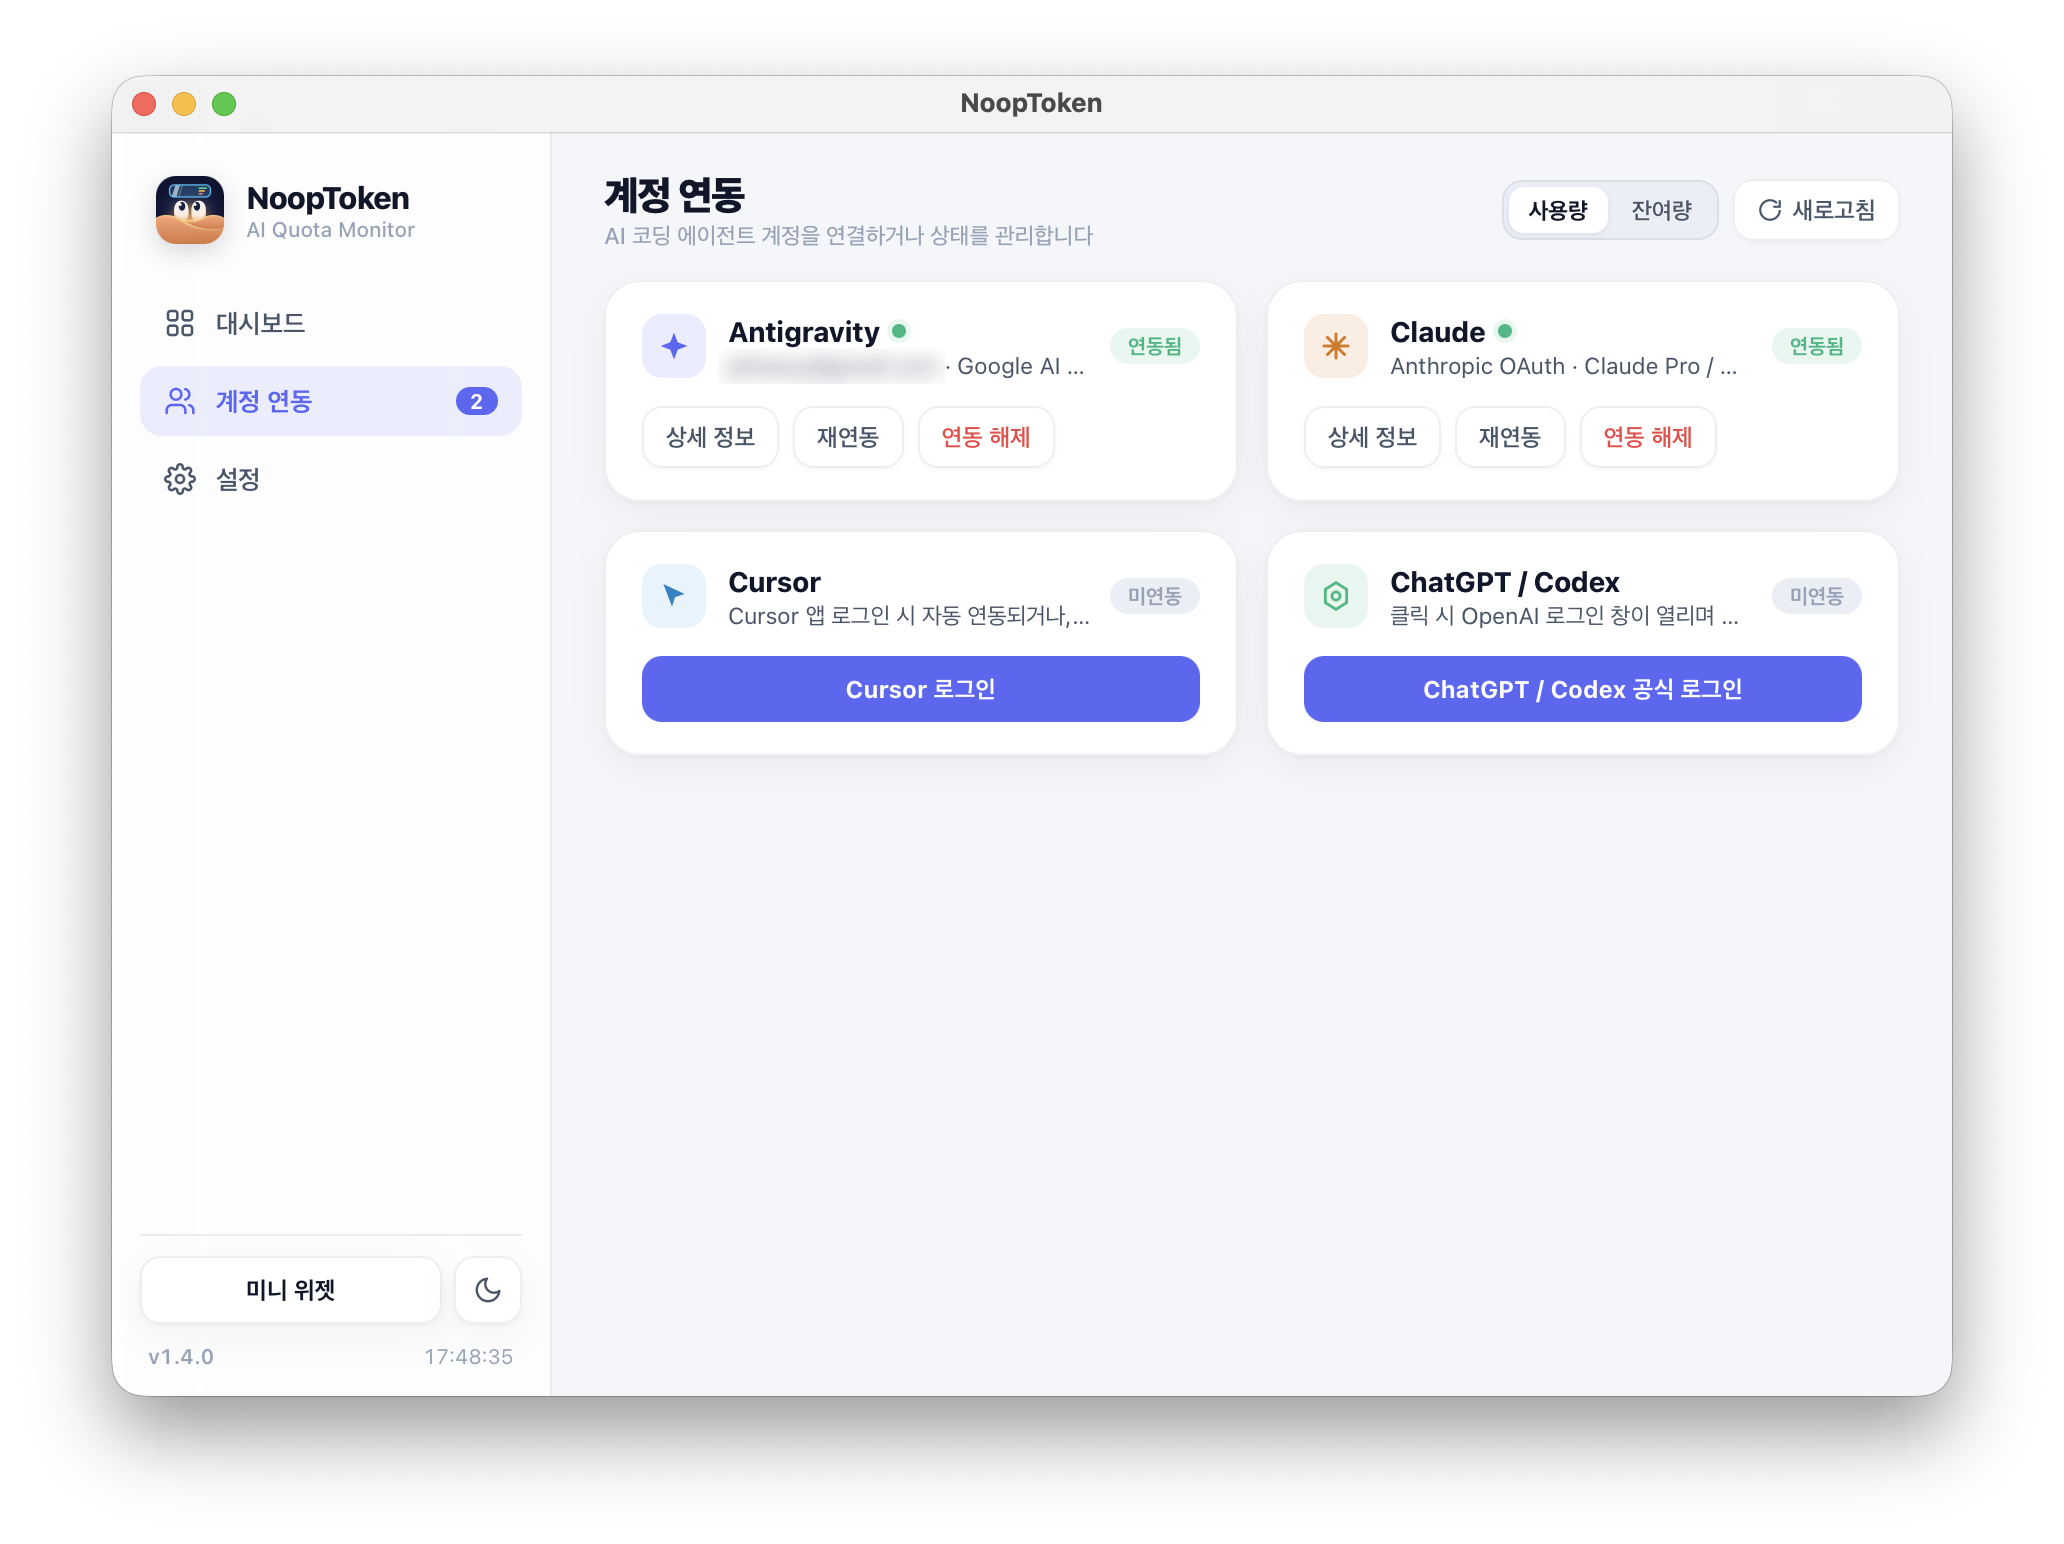 NoopToken
NoopToken
AI Quota Monitor
대시보드
계정 연동
2
설정
미니 위젯
v1.4.0
17:48:35
계정 연동
AI 코딩 에이전트 계정을 연결하거나 상태를 관리합니다
사용량
잔여량
새로고침
Antigravity
· Google AI ...
연동됨
상세 정보
재연동
연동 해제
Claude
Anthropic OAuth · Claude Pro / ...
연동됨
상세 정보
재연동
연동 해제
Cursor
Cursor 앱 로그인 시 자동 연동되거나,...
미연동
Cursor 로그인
ChatGPT / Codex
클릭 시 OpenAI 로그인 창이 열리며 ...
미연동
ChatGPT / Codex 공식 로그인